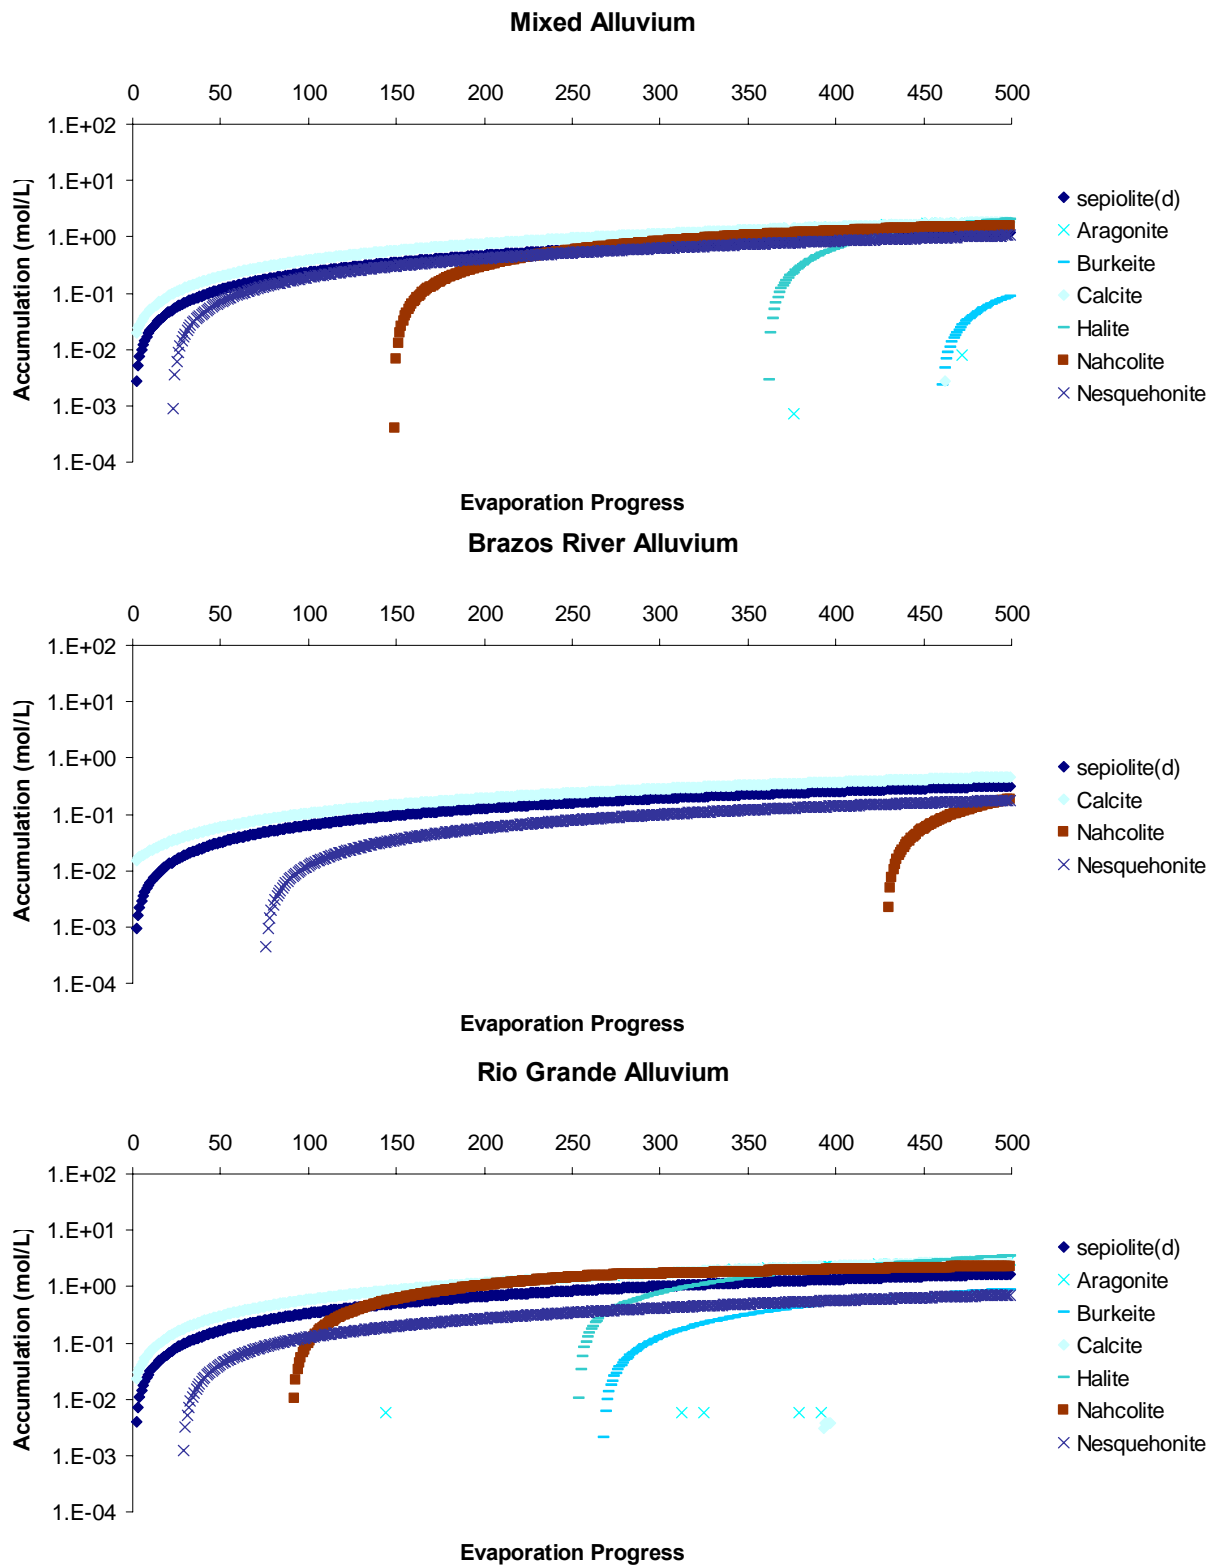 Mixed Alluvium
0 50 100 150 200 250 300 350 400 450 500
1.E+02
1.E+01
1.E+00
1.E-01
1.E-02
1.E-03
1.E-04
Accumulation (mol/L)
sepiolite(d)
Aragonite
Burkeite
Calcite
Halite
Nahcolite
Nesquehonite
Evaporation Progress
Brazos River Alluvium
0 50 100 150 200 250 300 350 400 450 500
1.E+02
1.E+01
1.E+00
1.E-01
1.E-02
1.E-03
1.E-04
Accumulation (mol/L)
sepiolite(d)
Calcite
Nahcolite
Nesquehonite
Evaporation Progress
Rio Grande Alluvium
0 50 100 150 200 250 300 350 400 450 500
1.E+02
1.E+01
1.E+00
1.E-01
1.E-02
1.E-03
1.E-04
Accumulation (mol/L)
sepiolite(d)
Aragonite
Burkeite
Calcite
Halite
Nahcolite
Nesquehonite
Evaporation Progress